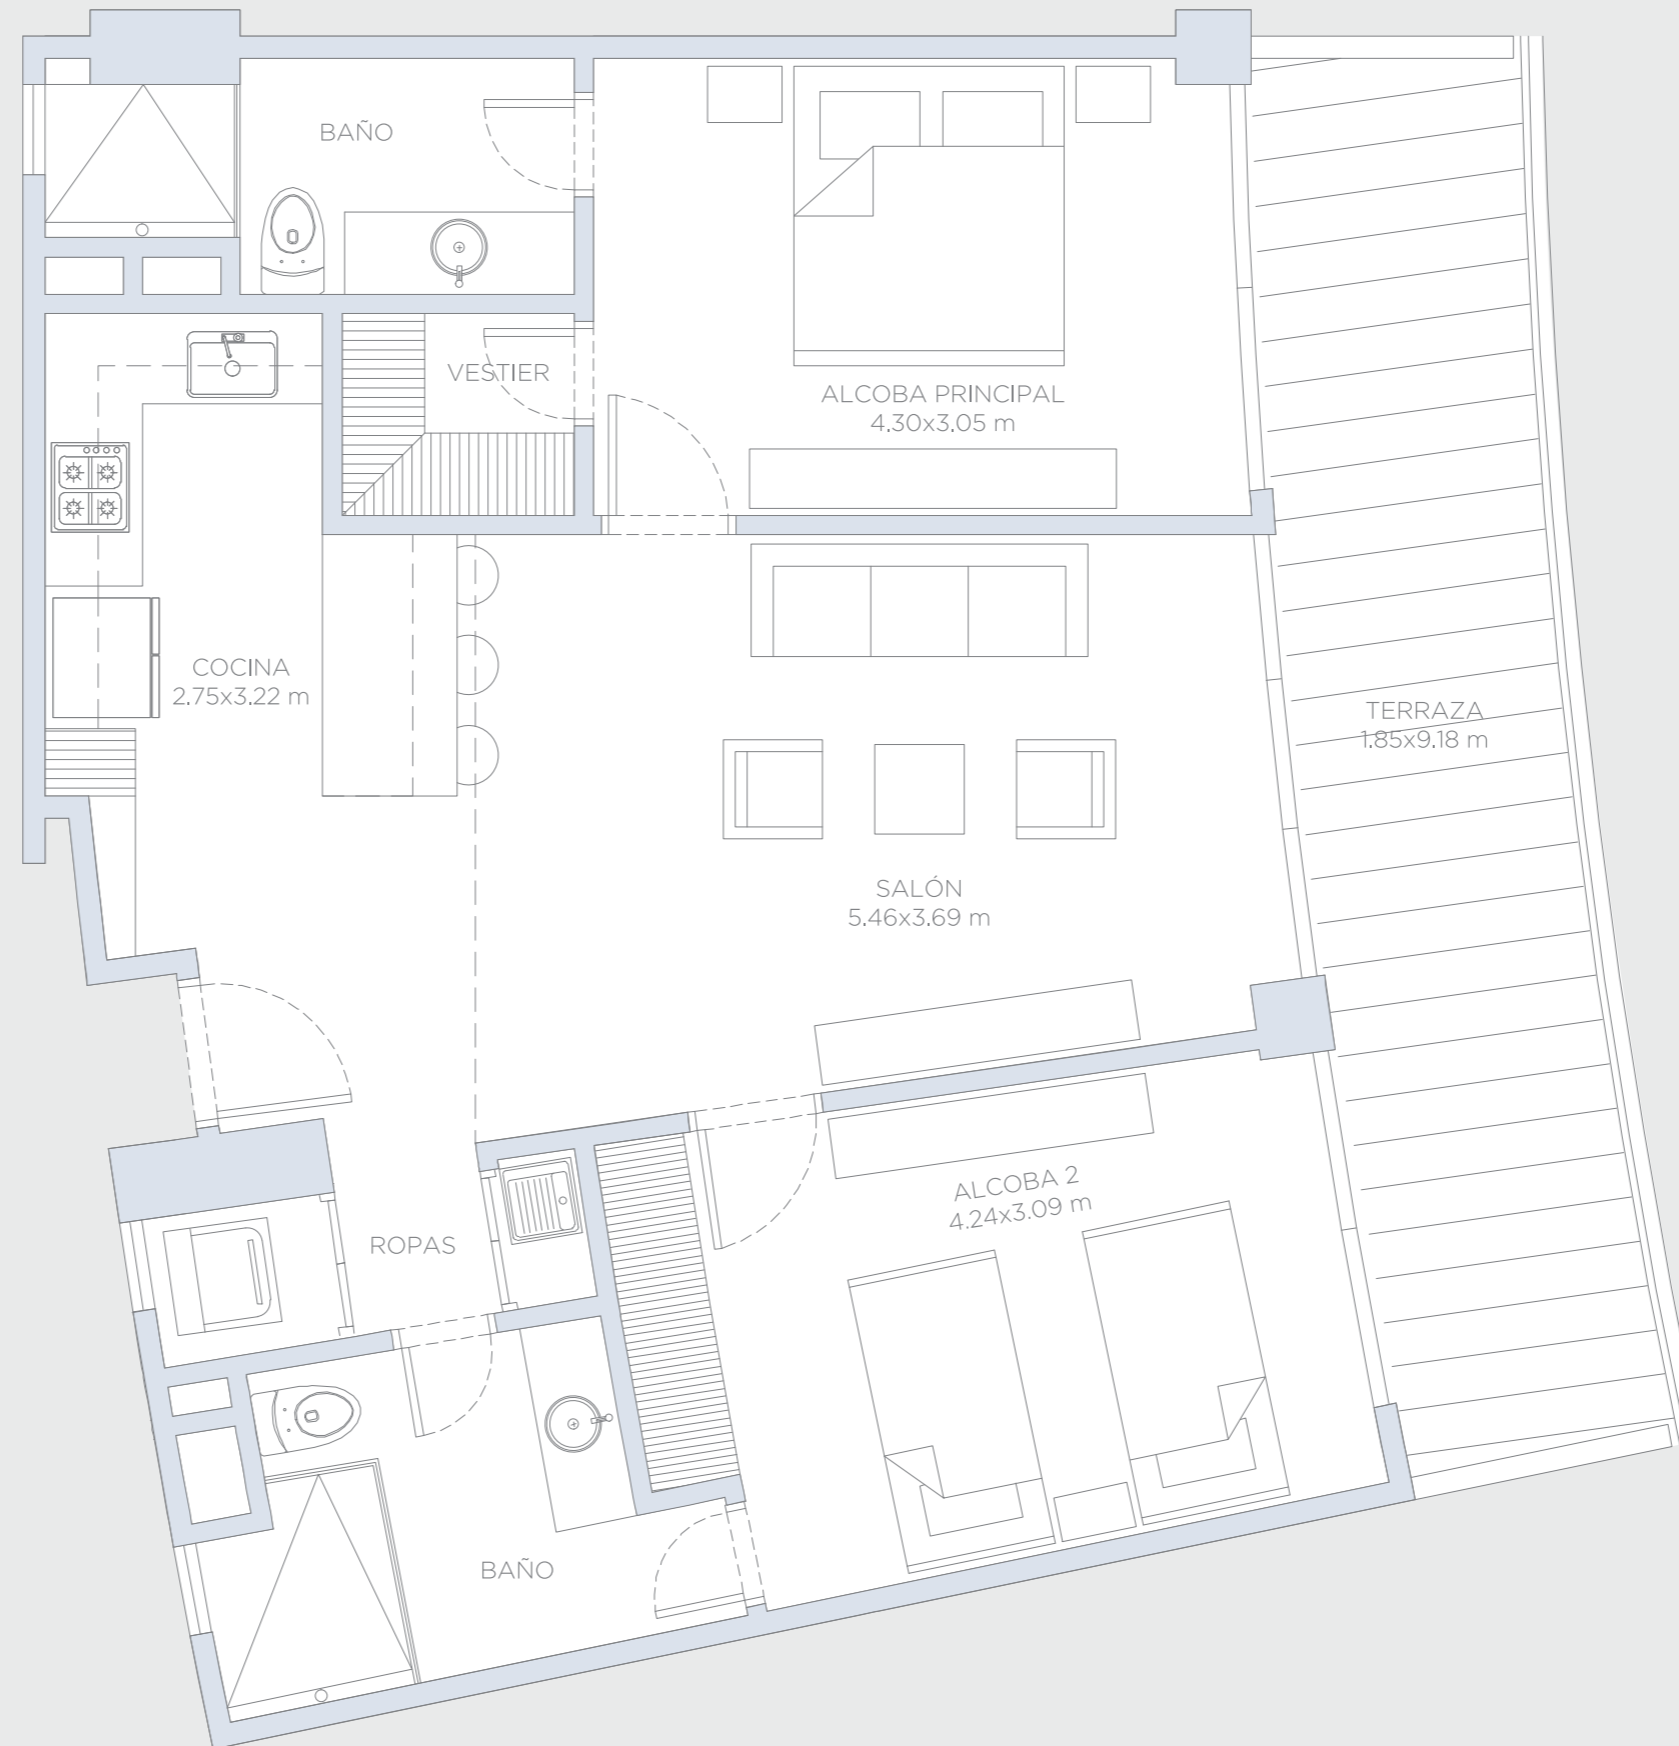 BAÑO
VESTIER
ALCOBA PRINCIPAL
4.30x3.05 m
COCINA
2.75x3.22 m
TERRAZA
1.85x9.18 m
SALÓN
5.46x3.69 m
ALCOBA 2
4.24x3.09 m
ROPAS
BAÑO